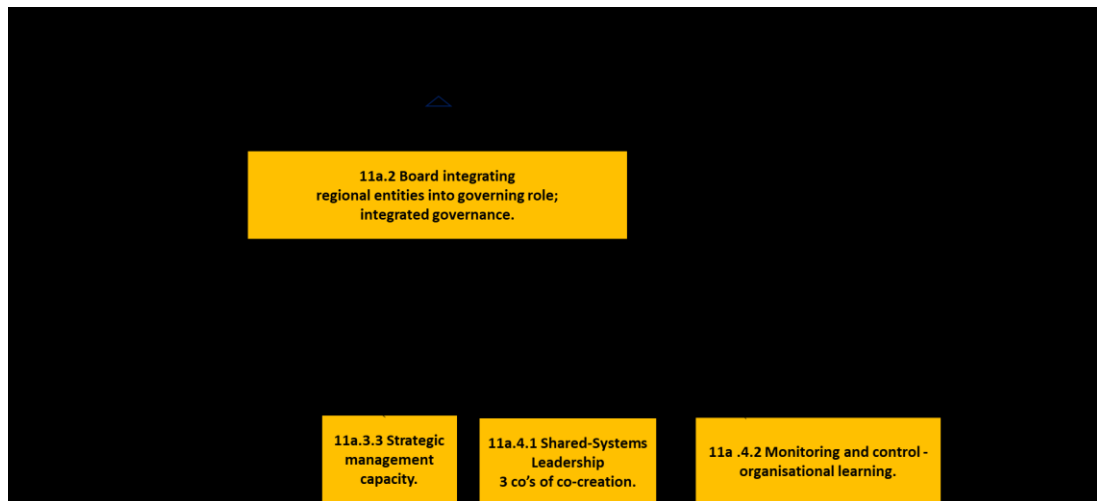 11a.2 Board integrating
regional entities into governing role;
integrated governance.
11a.3.3 Strategic
management
capacity.
11a.4.1 Shared-Systems
Leadership
3 co's of co-creation.
11a .4.2 Monitoring and control -
organisational learning.